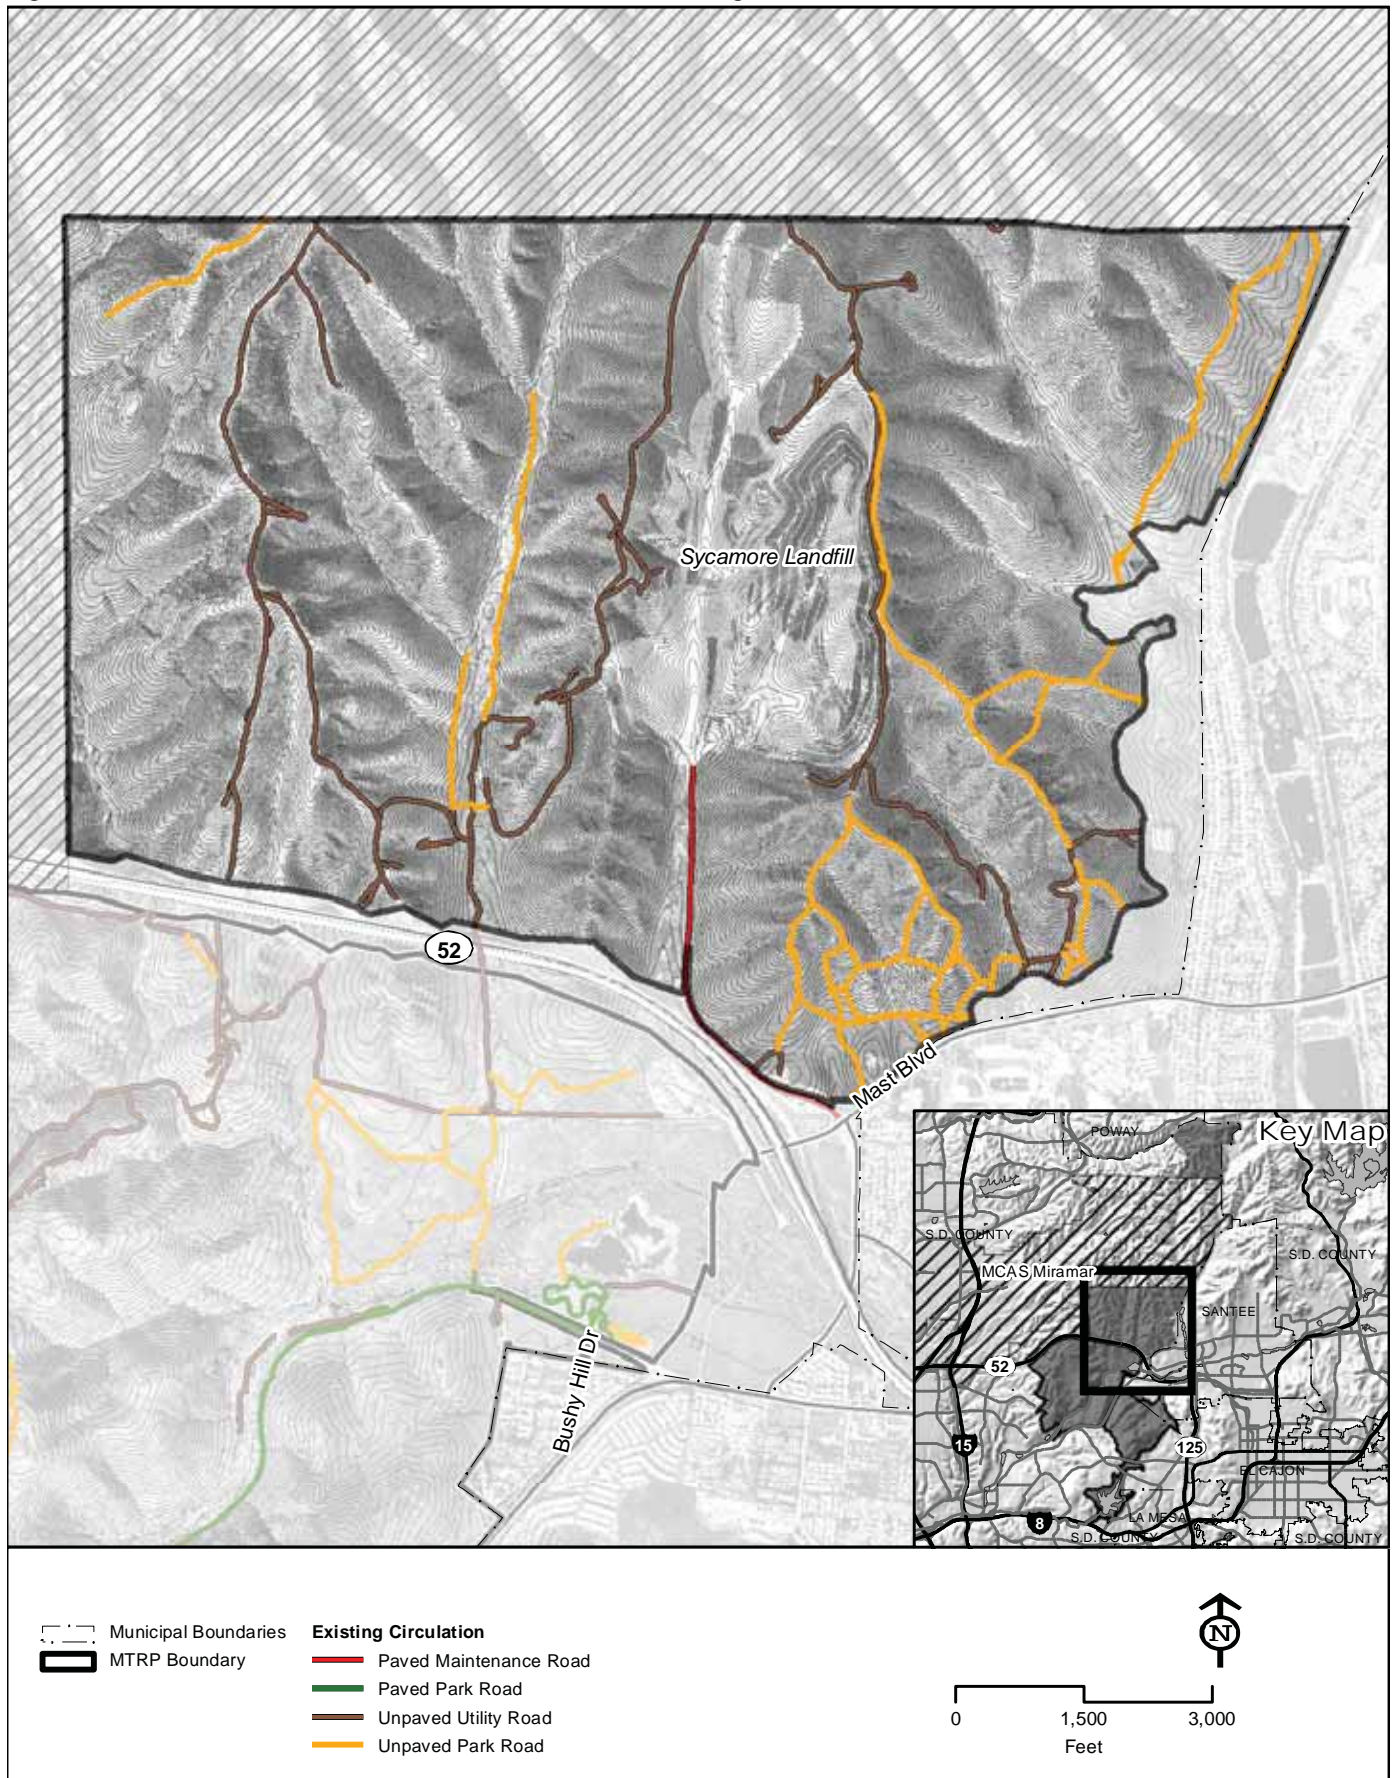 Sycamore Landfill
52
Mast Blvd
Bushy Hill Dr
Key Map
POWAY
S.D. COUNTY
S.D. COUNTY
MCAS Miramar
SANTEE
52
15
125
EL CAJON
8
LA MESA
S.D. COUNTY
S.D. COUNTY
Municipal Boundaries
MTRP Boundary
Existing Circulation
Paved Maintenance Road
Paved Park Road
Unpaved Utility Road
Unpaved Park Road
N
0 1,500 3,000
Feet